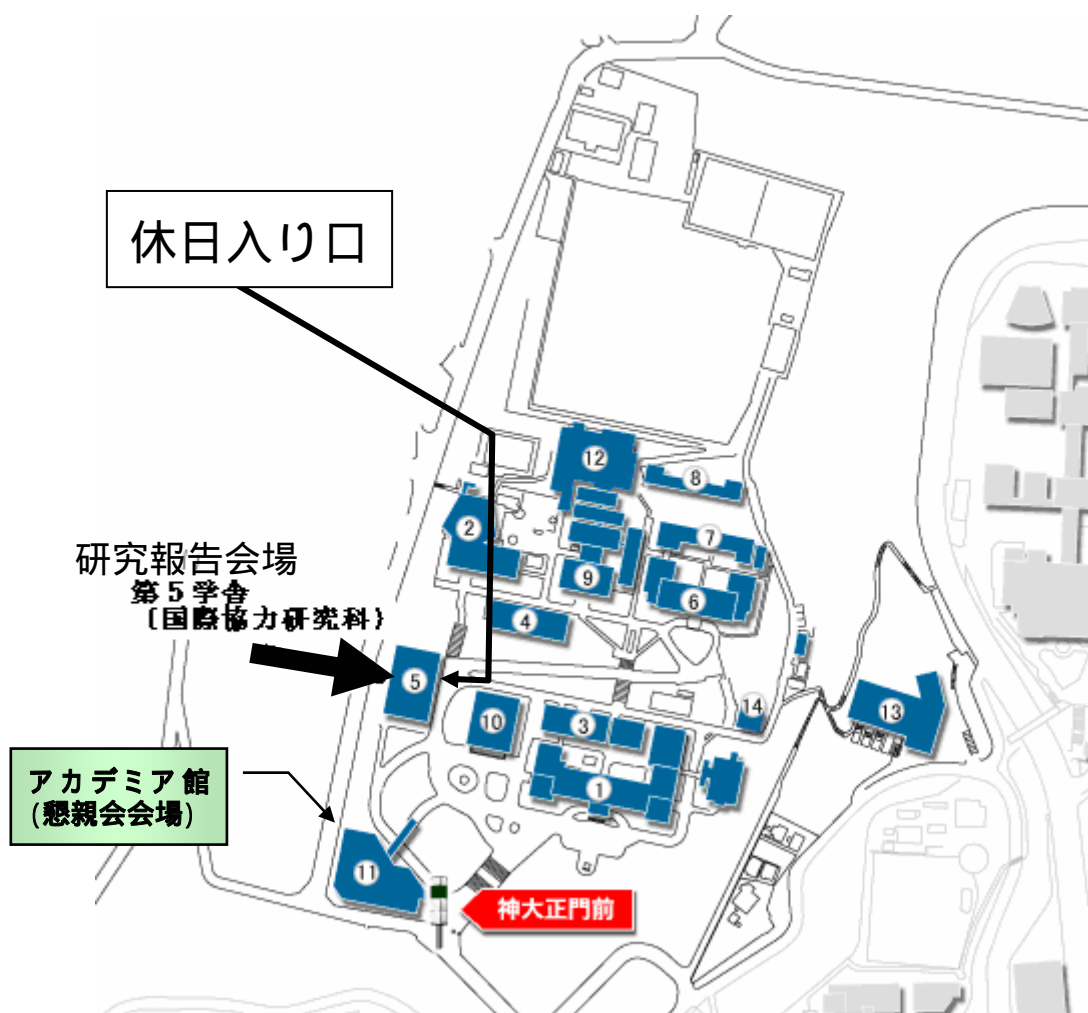 休日入り口
⑫
⑧
②
⑦
研究報告会場
⑨
第5学舎
⑥
〔国際協力研究科}
④
⑤
⑭
⑬
⑩
③
アカデミア館
(懇親会会場)
①
⑪
神大正門前